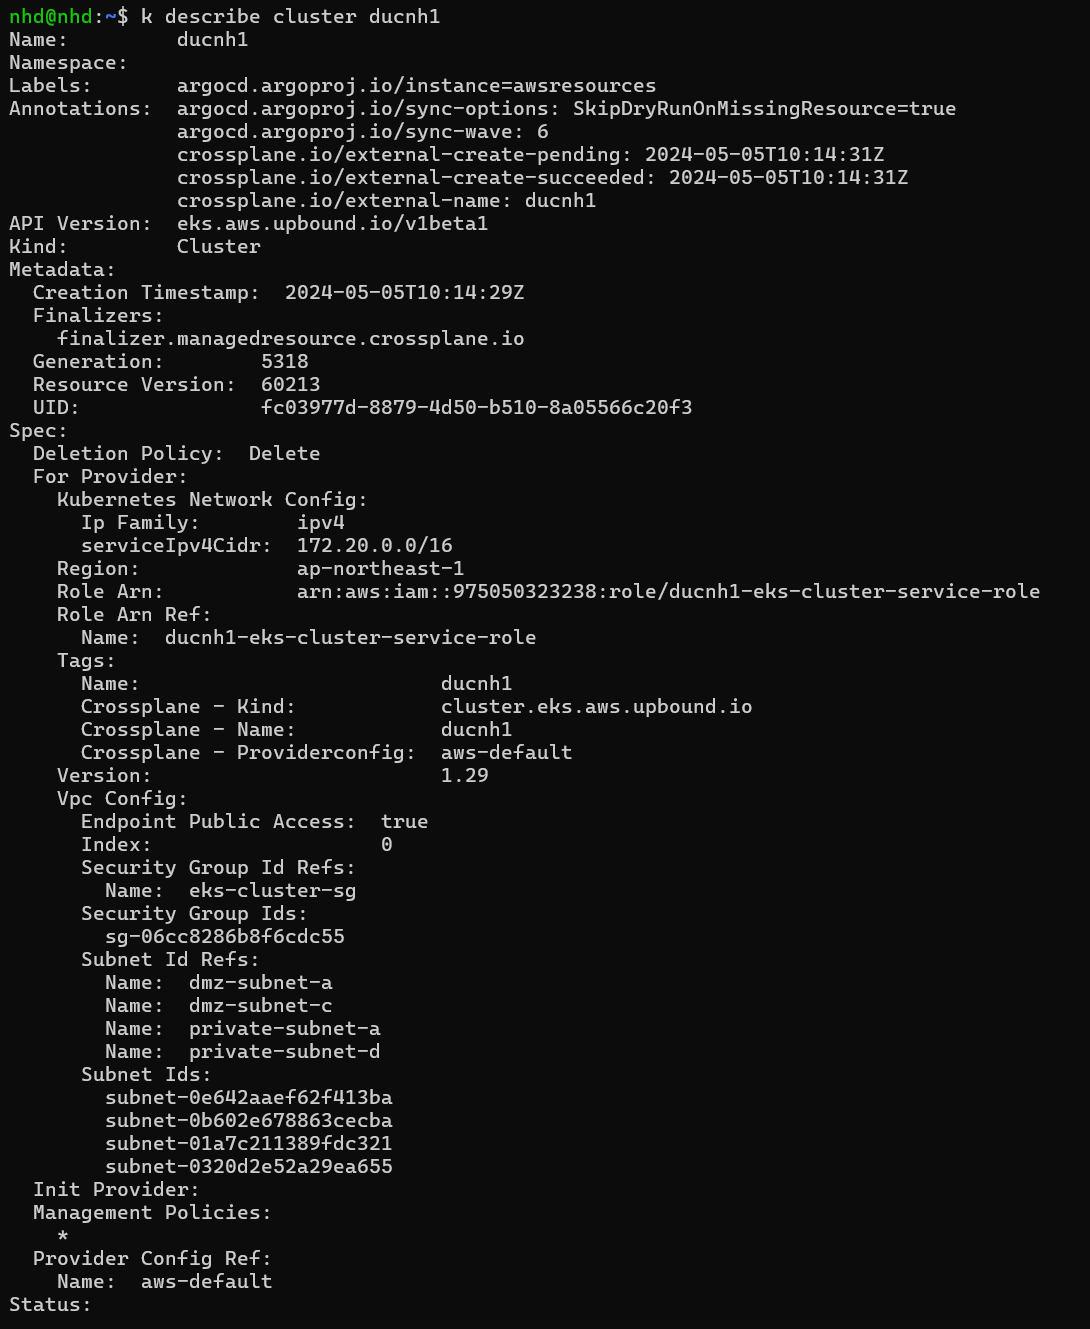 nhd@nhd:~$ k describe cluster ducnh1
Name:         ducnh1
Namespace:
Labels:       argocd.argoproj.io/instance=awsresources
Annotations:  argocd.argoproj.io/sync-options: SkipDryRunOnMissingResource=true
              argocd.argoproj.io/sync-wave: 6
              crossplane.io/external-create-pending: 2024-05-05T10:14:31Z
              crossplane.io/external-create-succeeded: 2024-05-05T10:14:31Z
              crossplane.io/external-name: ducnh1
API Version:  eks.aws.upbound.io/v1beta1
Kind:         Cluster
Metadata:
  Creation Timestamp:  2024-05-05T10:14:29Z
  Finalizers:
    finalizer.managedresource.crossplane.io
  Generation:        5318
  Resource Version:  60213
  UID:               fc03977d-8879-4d50-b510-8a05566c20f3
Spec:
  Deletion Policy:  Delete
  For Provider:
    Kubernetes Network Config:
      Ip Family:        ipv4
      serviceIpv4Cidr:  172.20.0.0/16
    Region:             ap-northeast-1
    Role Arn:           arn:aws:iam::975050323238:role/ducnh1-eks-cluster-service-role
    Role Arn Ref:
      Name:  ducnh1-eks-cluster-service-role
    Tags:
      Name:                         ducnh1
      Crossplane - Kind:            cluster.eks.aws.upbound.io
      Crossplane - Name:            ducnh1
      Crossplane - Providerconfig:  aws-default
    Version:                        1.29
    Vpc Config:
      Endpoint Public Access:  true
      Index:                   0
      Security Group Id Refs:
        Name:  eks-cluster-sg
      Security Group Ids:
        sg-06cc8286b8f6cdc55
      Subnet Id Refs:
        Name:  dmz-subnet-a
        Name:  dmz-subnet-c
        Name:  private-subnet-a
        Name:  private-subnet-d
      Subnet Ids:
        subnet-0e642aaef62f413ba
        subnet-0b602e678863cecba
        subnet-01a7c211389fdc321
        subnet-0320d2e52a29ea655
  Init Provider:
  Management Policies:
    *
  Provider Config Ref:
    Name:  aws-default
Status: